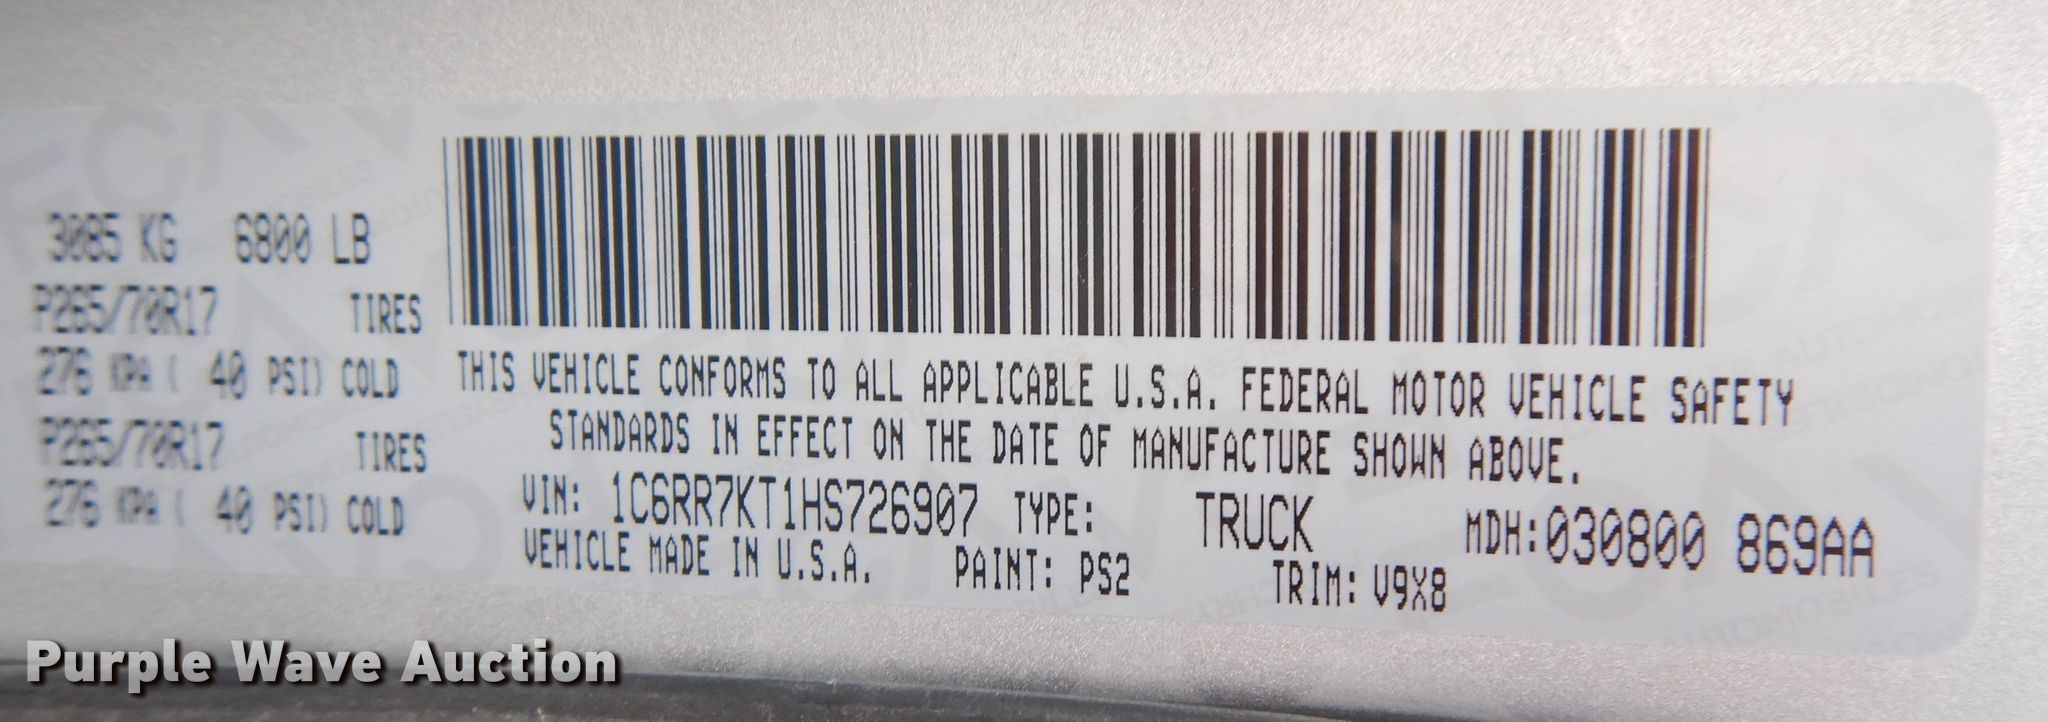 3085 KG 6800 LB
P265/70R17 TIRES
276 KPA ( 40 PSI) COLD
P265/70R17 TIRES
276 KPA ( 40 PSI) COLD
THIS VEHICLE CONFORMS TO ALL APPLICABLE U.S.A. FEDERAL MOTOR VEHICLE SAFETY
STANDARDS IN EFFECT ON THE DATE OF MANUFACTURE SHOWN ABOVE.
VIN: 1C6RR7KT1HS726907 TYPE: TRUCK MDH:030800 869AA
VEHICLE MADE IN U.S.A. PAINT: PS2 TRIM: V9X8
Purple Wave Auction